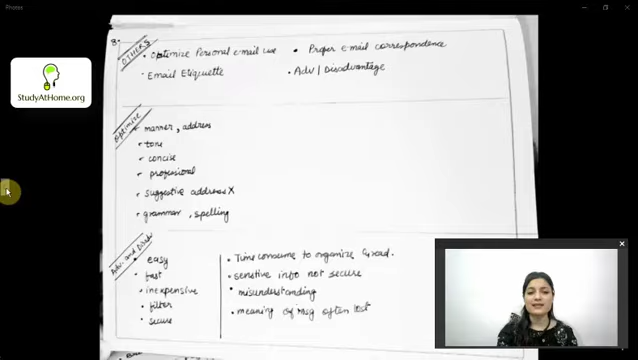 Photos
StudyAtHome.org
8.
OTHERS
• Optimize Personal email use
• Proper Email correspondence
• Email Etiquette
• Adv | Disadvantage
Optimize
• manner, address
• tone
• concise
• professional
• suggestive address X
• grammar, spelling
Adv. and Disadv
• easy
• fast
• inexpensive
• filter
• secure
• Time consume to organize & read.
• sensitive info not secure
• misunderstanding
• meaning of msg often lost